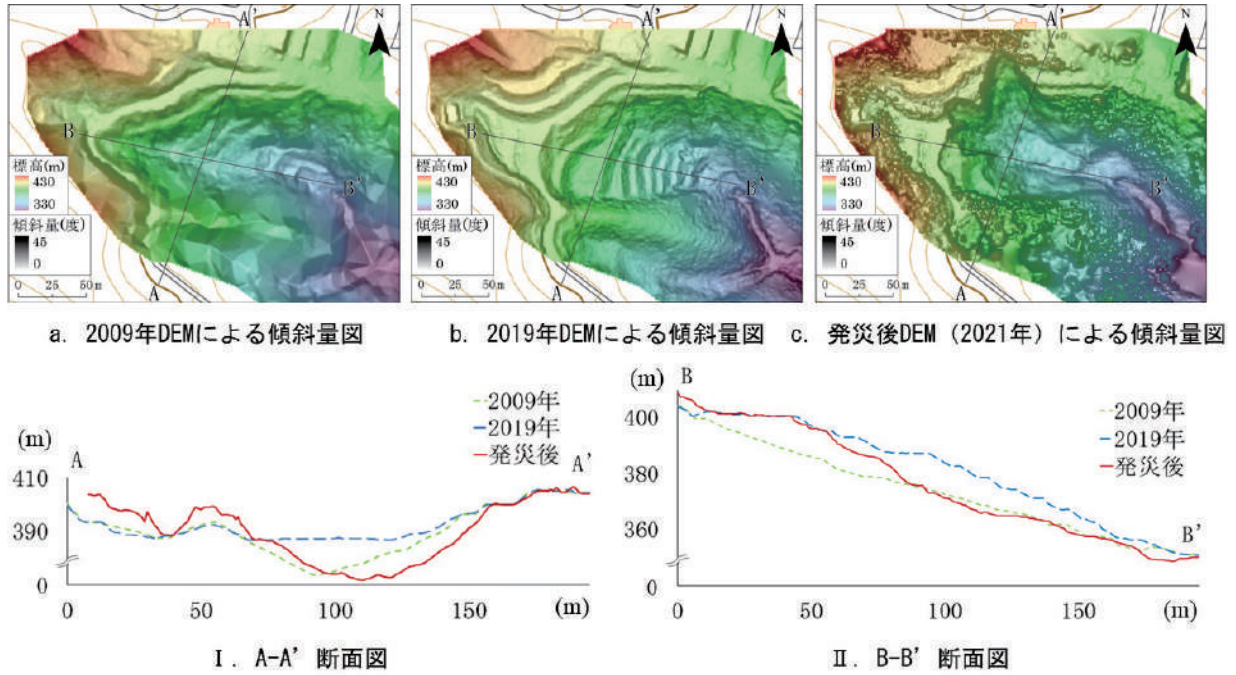 A'
N
B
B'
標高(m)
430
330
傾斜量(度)
45
0
0 50m
A
A'
N
B
B'
標高(m)
430
330
傾斜量(度)
45
0
0 50m
A
A'
N
B
B'
標高(m)
430
330
傾斜量(度)
45
0
0 50m
A
a. 2009年DEMによる傾斜量図
b. 2019年DEMによる傾斜量図
c. 発災後DEM (2021年) による傾斜量図
(m)
A
2009年
2019年
発災後
A'
410
390
0
0 50 100 150 (m)
Ⅰ. A-A' 断面図
(m)
B
2009年
2019年
発災後
B'
400
380
360
0
0 50 100 150 (m)
Ⅱ. B-B' 断面図